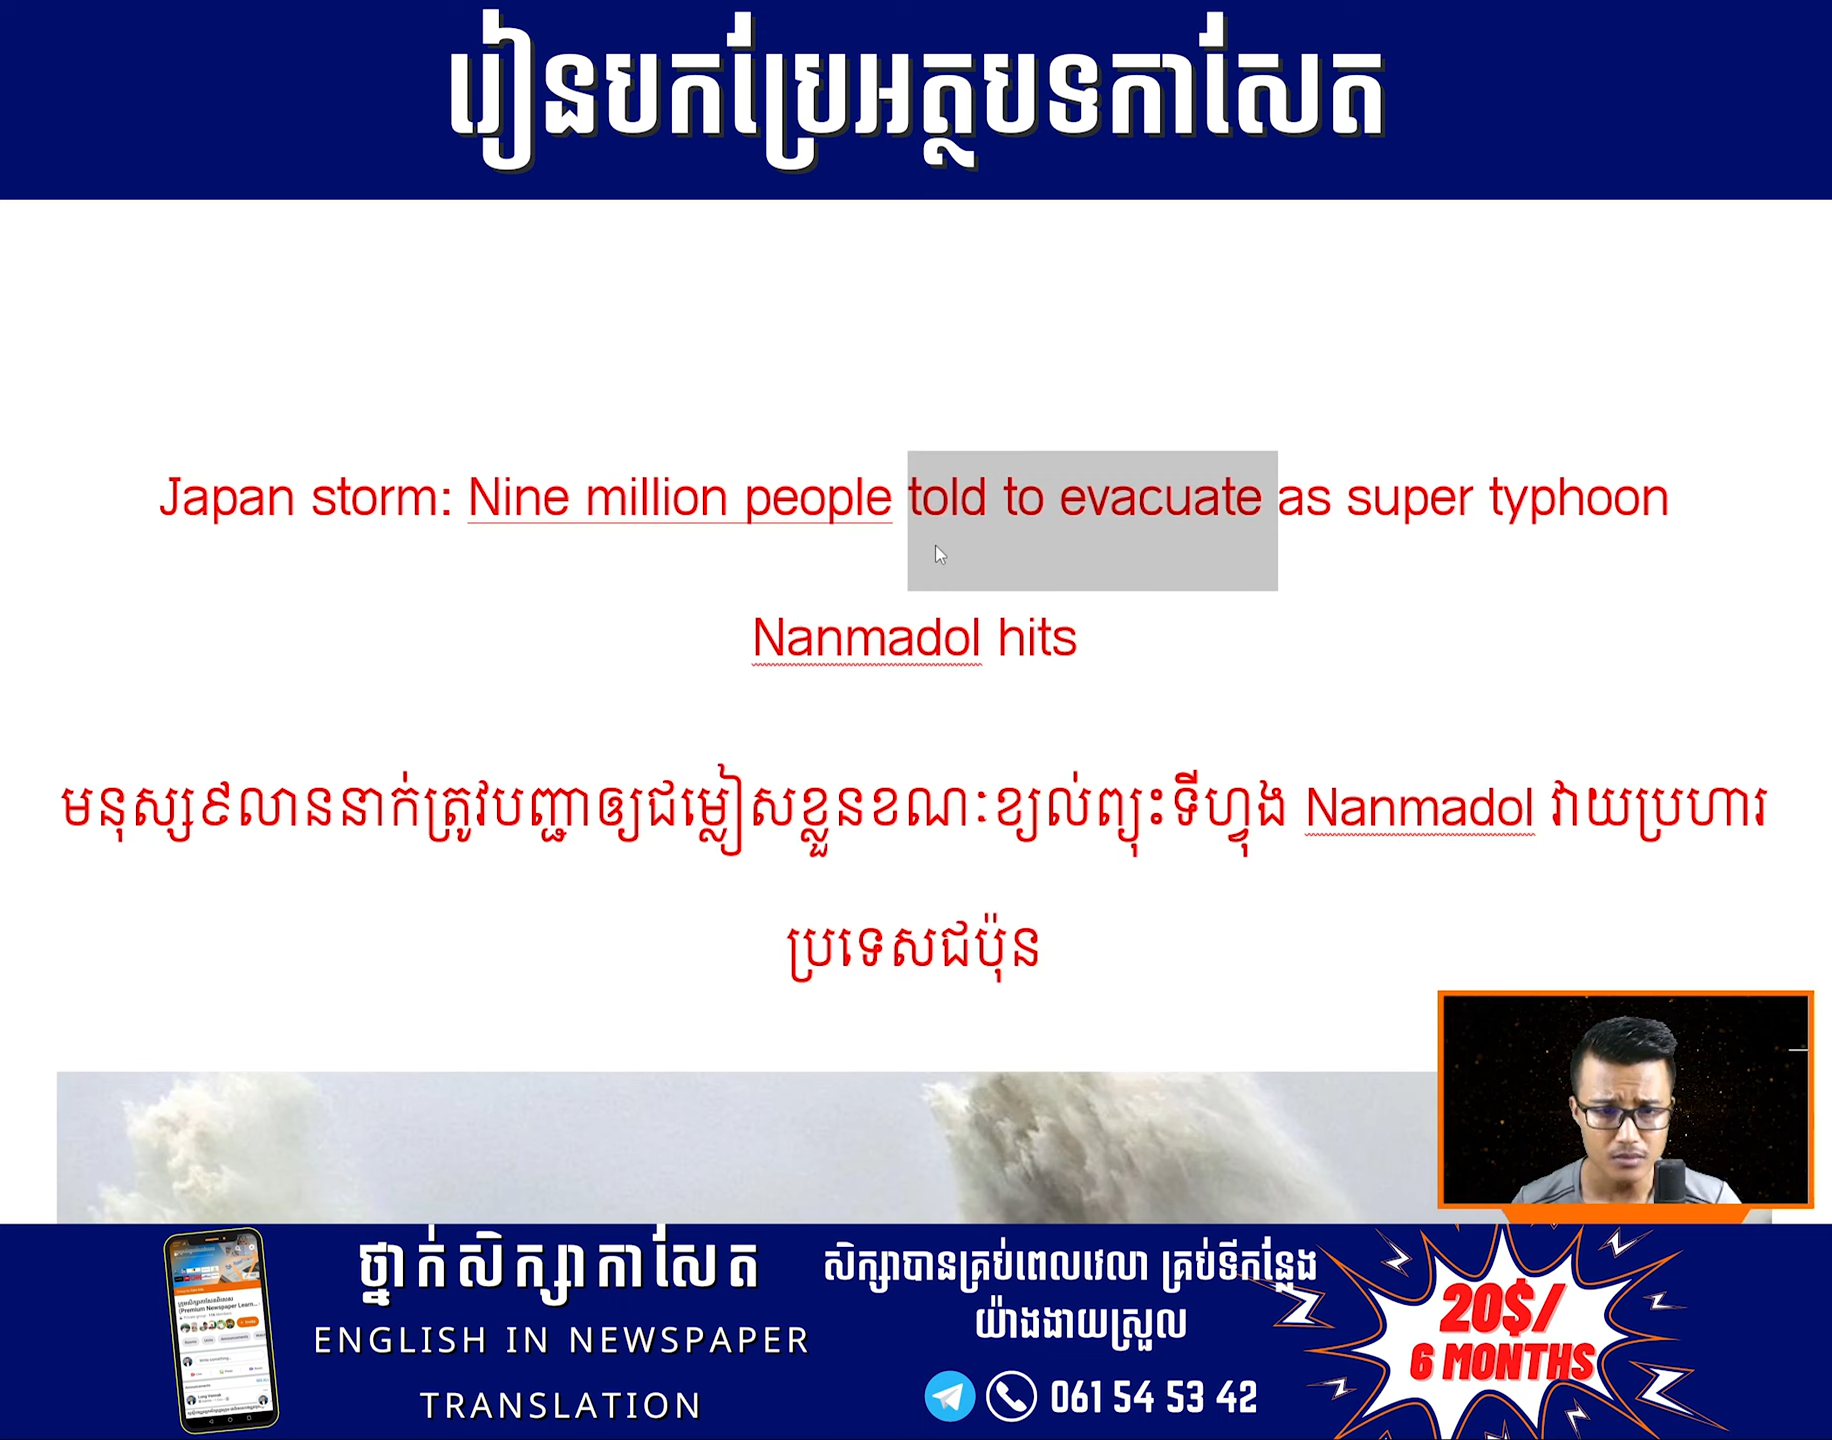 រៀនបកប្រែអត្ថបទកាសែត
Japan storm: Nine million people told to evacuate as super typhoon
Nanmadol hits
មនុស្ស៩លាននាក់ត្រូវបញ្ជាឲ្យជម្លៀសខ្លួនខណៈខ្យល់ព្យុះទីហ្វុង Nanmadol វាយប្រហារ
ប្រទេសជប៉ុន
ថ្នាក់សិក្សាកាសែត
ENGLISH IN NEWSPAPER
TRANSLATION
សិក្សាបានគ្រប់ពេលវេលា គ្រប់ទីកន្លែង
យ៉ាងងាយស្រួល
061 54 53 42
20$/
6 MONTHS